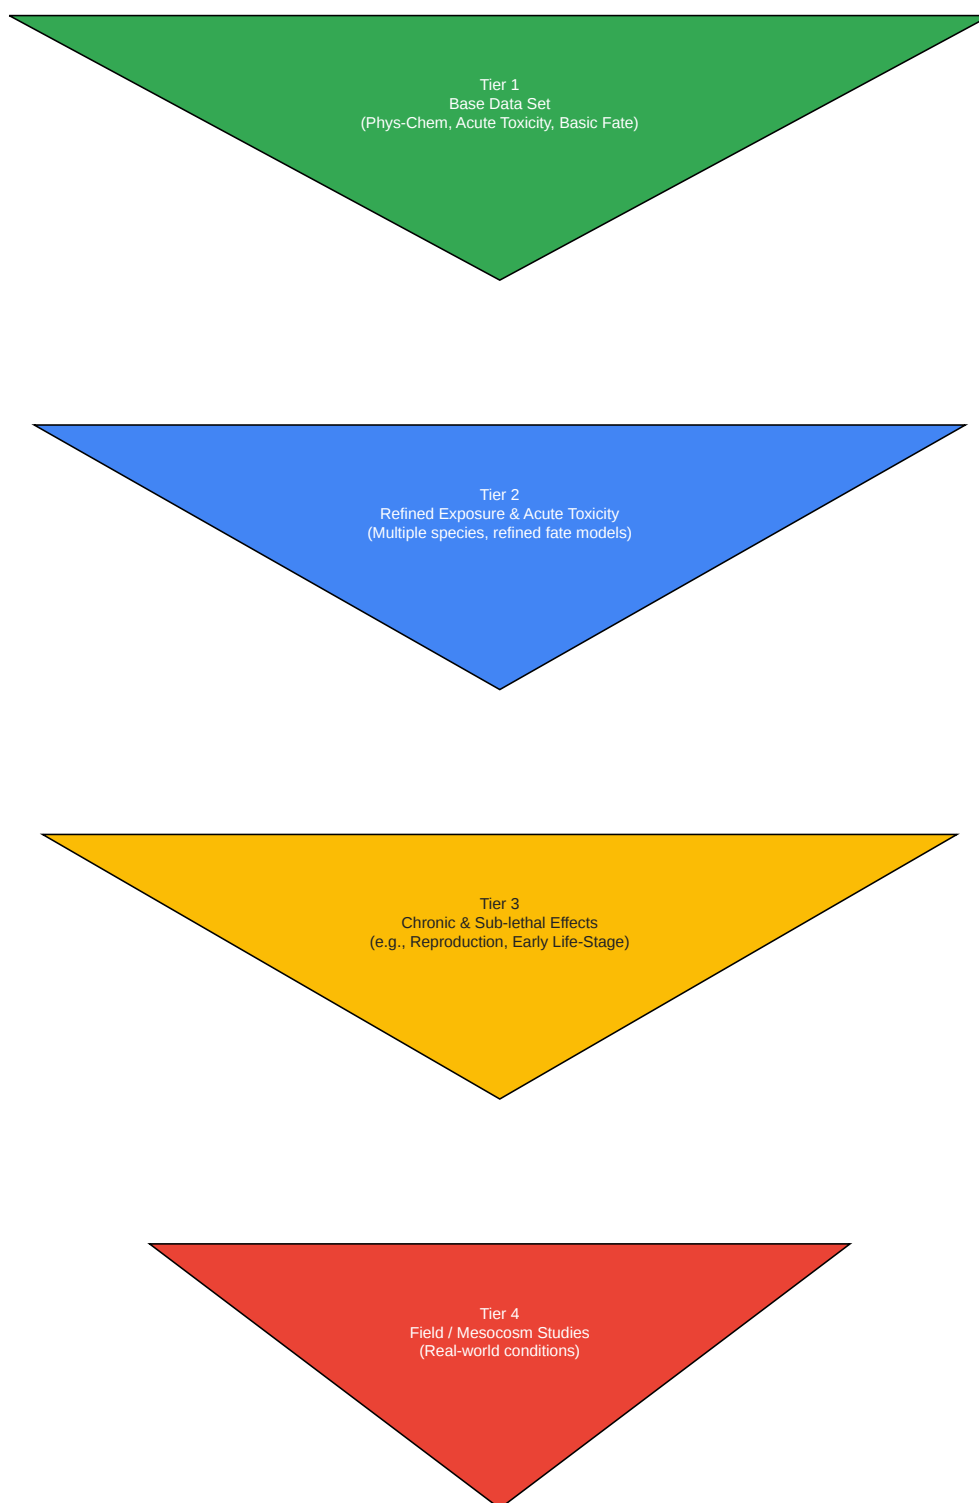 Tier 1
Base Data Set
(Phys-Chem, Acute Toxicity, Basic Fate)
Tier 2
Refined Exposure & Acute Toxicity
(Multiple species, refined fate models)
Tier 3
Chronic & Sub-lethal Effects
(e.g., Reproduction, Early Life-Stage)
Tier 4
Field / Mesocosm Studies
(Real-world conditions)